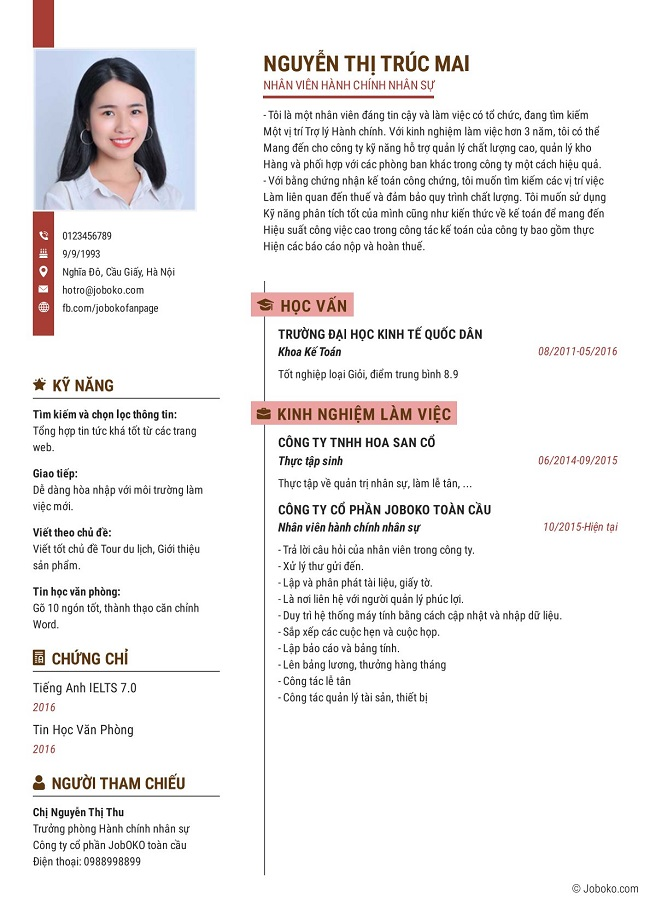 NGUYỄN THỊ TRÚC MAI
NHÂN VIÊN HÀNH CHÍNH NHÂN SỰ
- Tôi là một nhân viên đáng tin cậy và làm việc có tổ chức, đang tìm kiếm
Một vị trí Trợ lý Hành chính. Với kinh nghiệm làm việc hơn 3 năm, tôi có thể
Mang đến cho công ty kỹ năng hỗ trợ quản lý chất lượng cao, quản lý kho
Hàng và phối hợp với các phòng ban khác trong công ty một cách hiệu quả.
- Với bằng chứng nhận kế toán công chứng, tôi muốn tìm kiếm các vị trí việc
Làm liên quan đến thuế và đảm bảo quy trình chất lượng. Tôi muốn sử dụng
Kỹ năng phân tích tốt của mình cũng như kiến thức về kế toán để mang đến
Hiệu suất công việc cao trong công tác kế toán của công ty bao gồm thực
Hiện các báo cáo nộp và hoàn thuế.
0123456789
9/9/1993
Nghĩa Đô, Cầu Giấy, Hà Nội
hotro@joboko.com
fb.com/jobokofanpage
KỸ NĂNG
Tìm kiếm và chọn lọc thông tin:
Tổng hợp tin tức khá tốt từ các trang
web.
Giao tiếp:
Dễ dàng hòa nhập với môi trường làm
việc mới.
Viết theo chủ đề:
Viết tốt chủ đề Tour du lịch, Giới thiệu
sản phẩm.
Tin học văn phòng:
Gõ 10 ngón tốt, thành thạo căn chỉnh
Word.
CHỨNG CHỈ
Tiếng Anh IELTS 7.0
2016
Tin Học Văn Phòng
2016
NGƯỜI THAM CHIẾU
Chị Nguyễn Thị Thu
Trưởng phòng Hành chính nhân sự
Công ty cổ phần JobOKO toàn cầu
Điện thoại: 0988998899
HỌC VẤN
TRƯỜNG ĐẠI HỌC KINH TẾ QUỐC DÂN
Khoa Kế Toán 08/2011-05/2016
Tốt nghiệp loại Giỏi, điểm trung bình 8.9
KINH NGHIỆM LÀM VIỆC
CÔNG TY TNHH HOA SAN CỔ
Thực tập sinh 06/2014-09/2015
Thực tập về quản trị nhân sự, làm lễ tân, ...
CÔNG TY CỔ PHẦN JOBOKO TOÀN CẦU
Nhân viên hành chính nhân sự 10/2015-Hiện tại
- Trả lời câu hỏi của nhân viên trong công ty.
- Xử lý thư gửi đến.
- Lập và phân phát tài liệu, giấy tờ.
- Là nơi liên hệ với người quản lý phúc lợi.
- Duy trì hệ thống máy tính bằng cách cập nhật và nhập dữ liệu.
- Sắp xếp các cuộc hẹn và cuộc họp.
- Lập báo cáo và bảng tính.
- Lên bảng lương, thưởng hàng tháng
- Công tác lễ tân
- Công tác quản lý tài sản, thiết bị
© Joboko.com